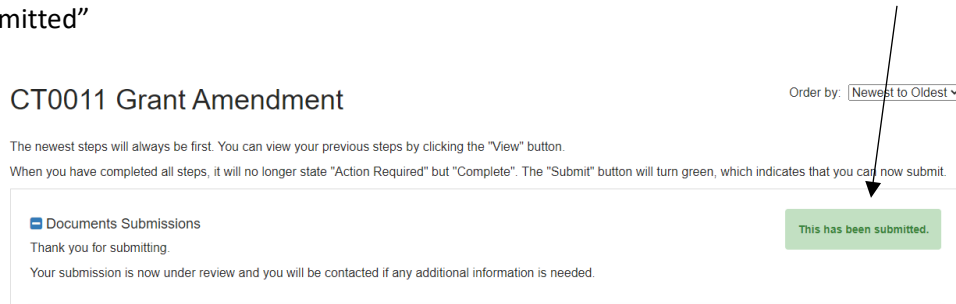 mitted”
CT0011 Grant Amendment
Order by: Newest to Oldest
The newest steps will always be first. You can view your previous steps by clicking the "View" button.
When you have completed all steps, it will no longer state "Action Required" but "Complete". The "Submit" button will turn green, which indicates that you can now submit.
Documents Submissions
This has been submitted.
Thank you for submitting.
Your submission is now under review and you will be contacted if any additional information is needed.